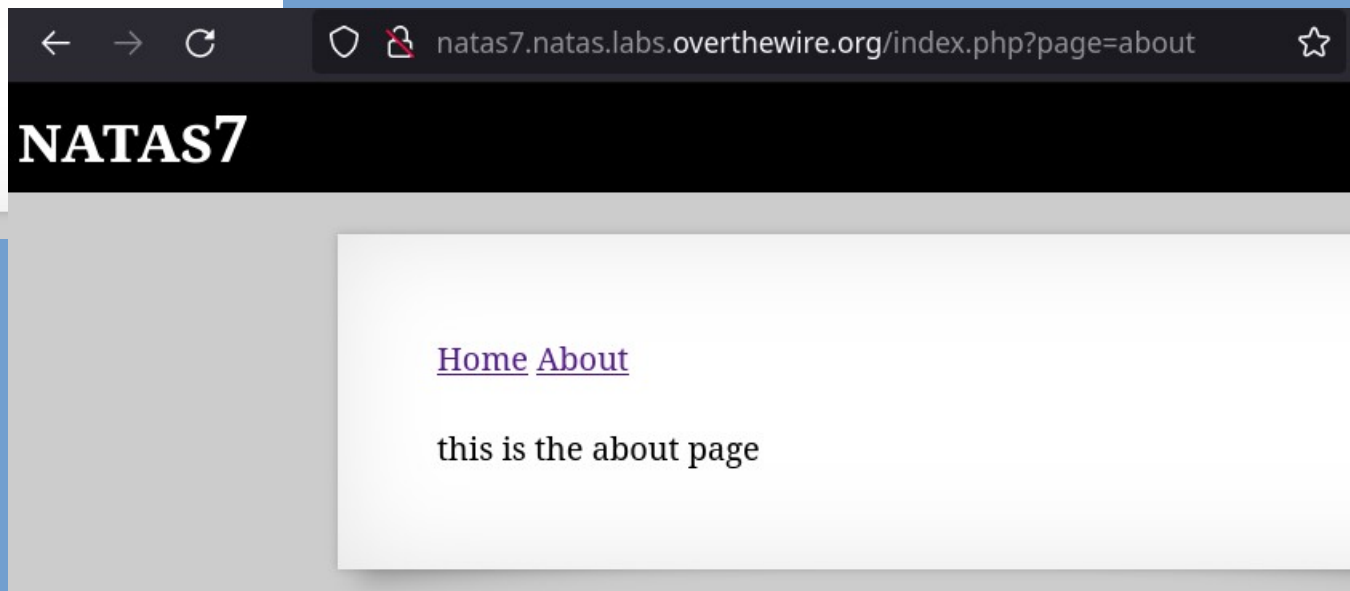 natas7.natas.labs.overthewire.org/index.php?page=about
NATAS7
Home About
this is the about page